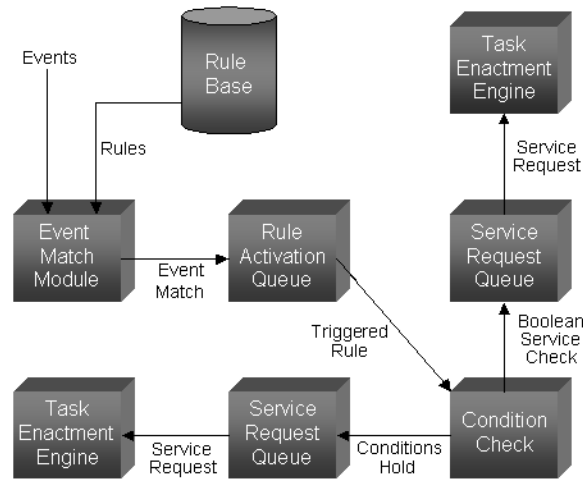 Events
Rule
Base
Task
Enactment
Engine
Rules
Service
Request
Event
Match
Module
Event
Match
Rule
Activation
Queue
Service
Request
Queue
Triggered
Rule
Boolean
Service
Check
Task
Enactment
Engine
Service
Request
Service
Request
Queue
Conditions
Hold
Condition
Check